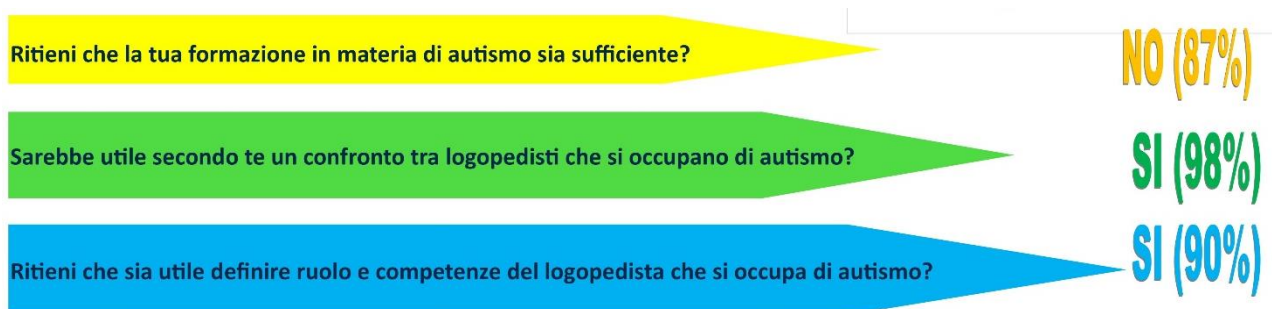 Ritieni che la tua formazione in materia di autismo sia sufficiente?
NO (87%)
Sarebbe utile secondo te un confronto tra logopedisti che si occupano di autismo?
SI (98%)
Ritieni che sia utile definire ruolo e competenze del logopedista che si occupa di autismo?
SI (90%)